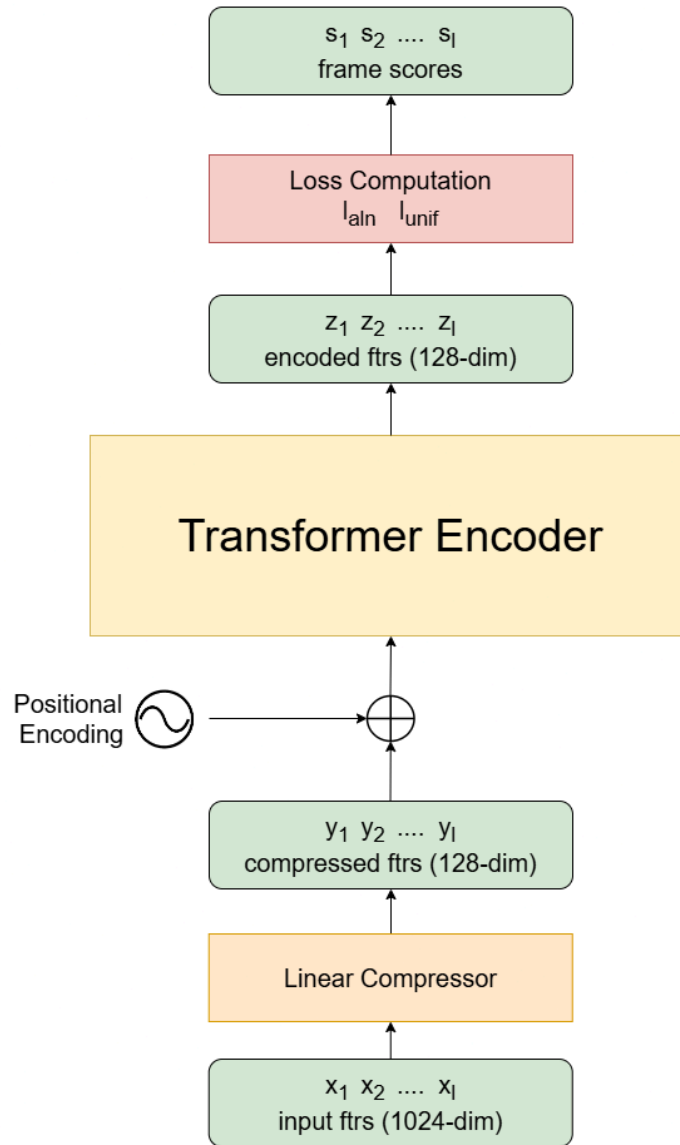 s₁ s₂ .... sₗ
frame scores
Loss Computation
lₐₗₙ lᵤₙᵢf
z₁ z₂ .... zₗ
encoded ftrs (128-dim)
Transformer Encoder
Positional
Encoding
y₁ y₂ .... yₗ
compressed ftrs (128-dim)
Linear Compressor
x₁ x₂ .... xₗ
input ftrs (1024-dim)